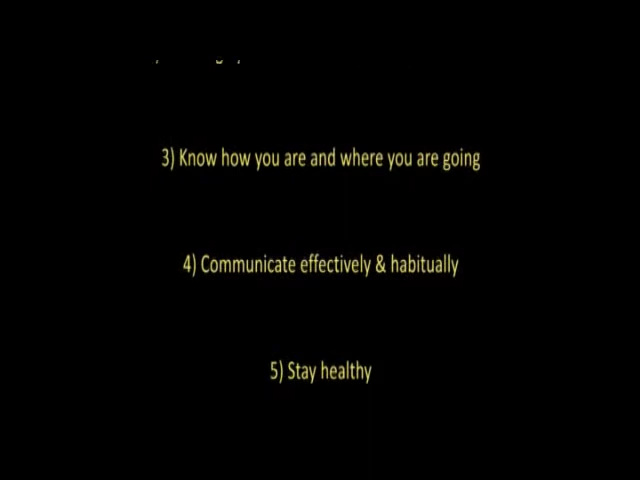 3) Know how you are and where you are going
4) Communicate effectively & habitually
5) Stay healthy